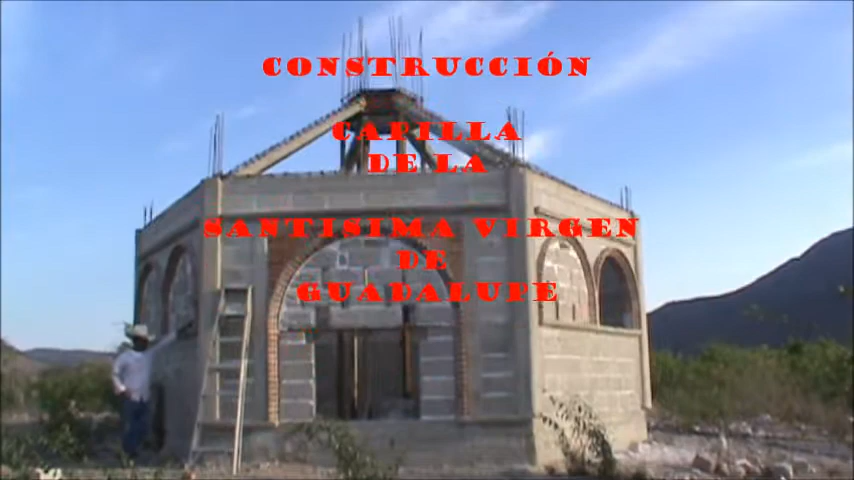 CONSTRUCCIÓN
CAPILLA
DE LA
SANTISIMA VIRGEN
DE
GUADALUPE